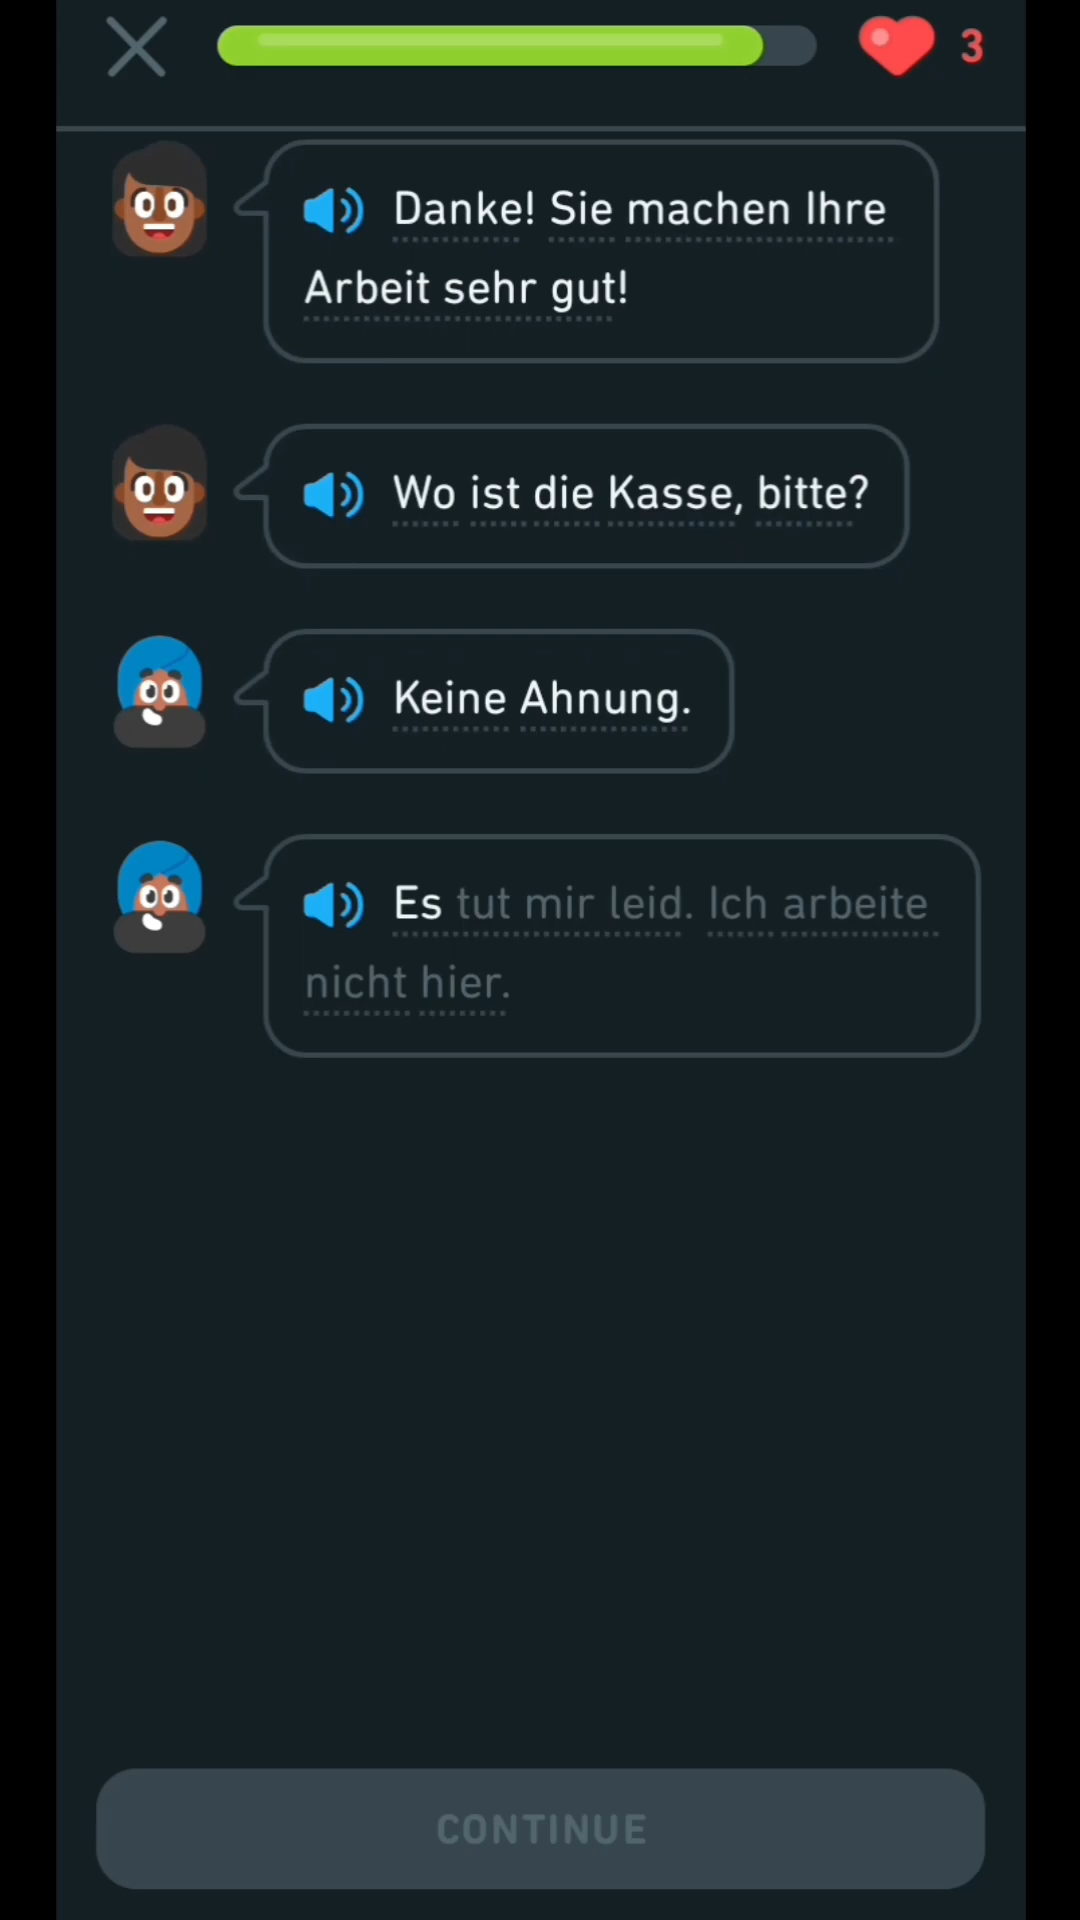 3
Danke! Sie machen Ihre
Arbeit sehr gut!
Wo ist die Kasse, bitte?
Keine Ahnung.
Es tut mir leid. Ich arbeite
nicht hier.
CONTINUE